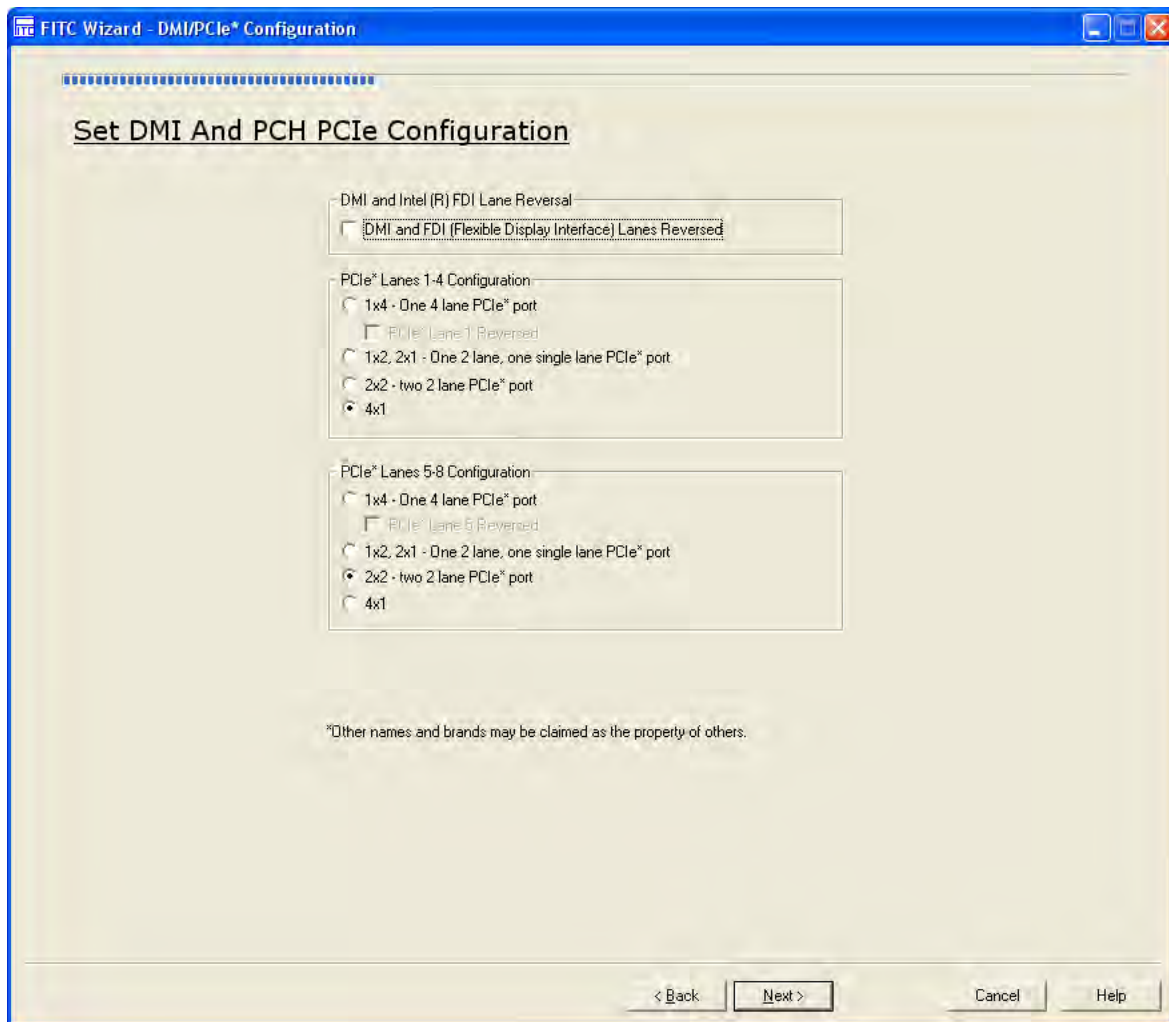 FITC Wizard - DMI/PCIe* Configuration
Set DMI And PCH PCIe Configuration
DMI and Intel (R) FDI Lane Reversal
DMI and FDI (Flexible Display Interface) Lanes Reversed
PCIe* Lanes 1-4 Configuration
1x4 - One 4 lane PCIe* port
PCIe* Lane 1 Reversed
1x2, 2x1 - One 2 lane, one single lane PCIe* port
2x2 - two 2 lane PCIe* port
4x1
PCIe* Lanes 5-8 Configuration
1x4 - One 4 lane PCIe* port
PCIe* Lane 5 Reversed
1x2, 2x1 - One 2 lane, one single lane PCIe* port
2x2 - two 2 lane PCIe* port
4x1
*Other names and brands may be claimed as the property of others.
< Back Next > Cancel Help